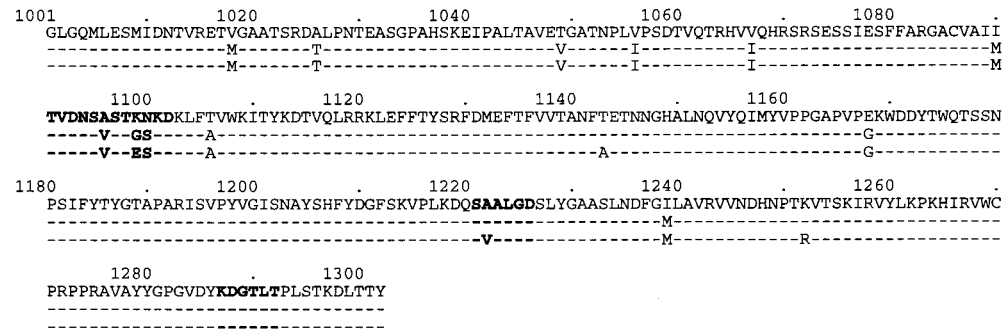 1001 . 1020 . 1040 . 1060 . 1080 .
GLGQMLESMIDNTVRETVGAATSRDALPNTEASGPAHSKEIPALTAVETGATNPLVPSDTVQTRHVVQHRSRSESSIESFFARGACVAII
-----------------M-------T----------------------V------I----------I-----------------------
-----------------M-------T----------------------V------I----------I----------------------M
. 1100 . 1120 . 1140 . 1160 .
TVDNSASTKNKDKLFTVWKITYKDTVQLRRKLEFFTYSRFDMEFTFVVTANFTETNNGHALNQVYQIMYVPPGAPVPEKWDDYTWQTSSN
-----V--GS-----A-------------------------------------------------------------G------------
-----V--ES-----A------------------------------------A------------------------G------------
1180 . 1200 . 1220 . 1240 . 1260 .
PSIFYTYGTAPARISVPYVGISNAYSHFYDGFSKVPLKDQSAALGDSLYGAASLNDFGILAVRVVNDHNPTKVTSKIRVYLKPKHIRVWC
----------------------------------------------------------M-------------------------------
-----------------------------------------V----------------M------------R------------------
1280 . 1300
PRPPRAVAYYGPGVDYKDGTLTPLSTKDLTTY
--------------------------------
--------------------------------